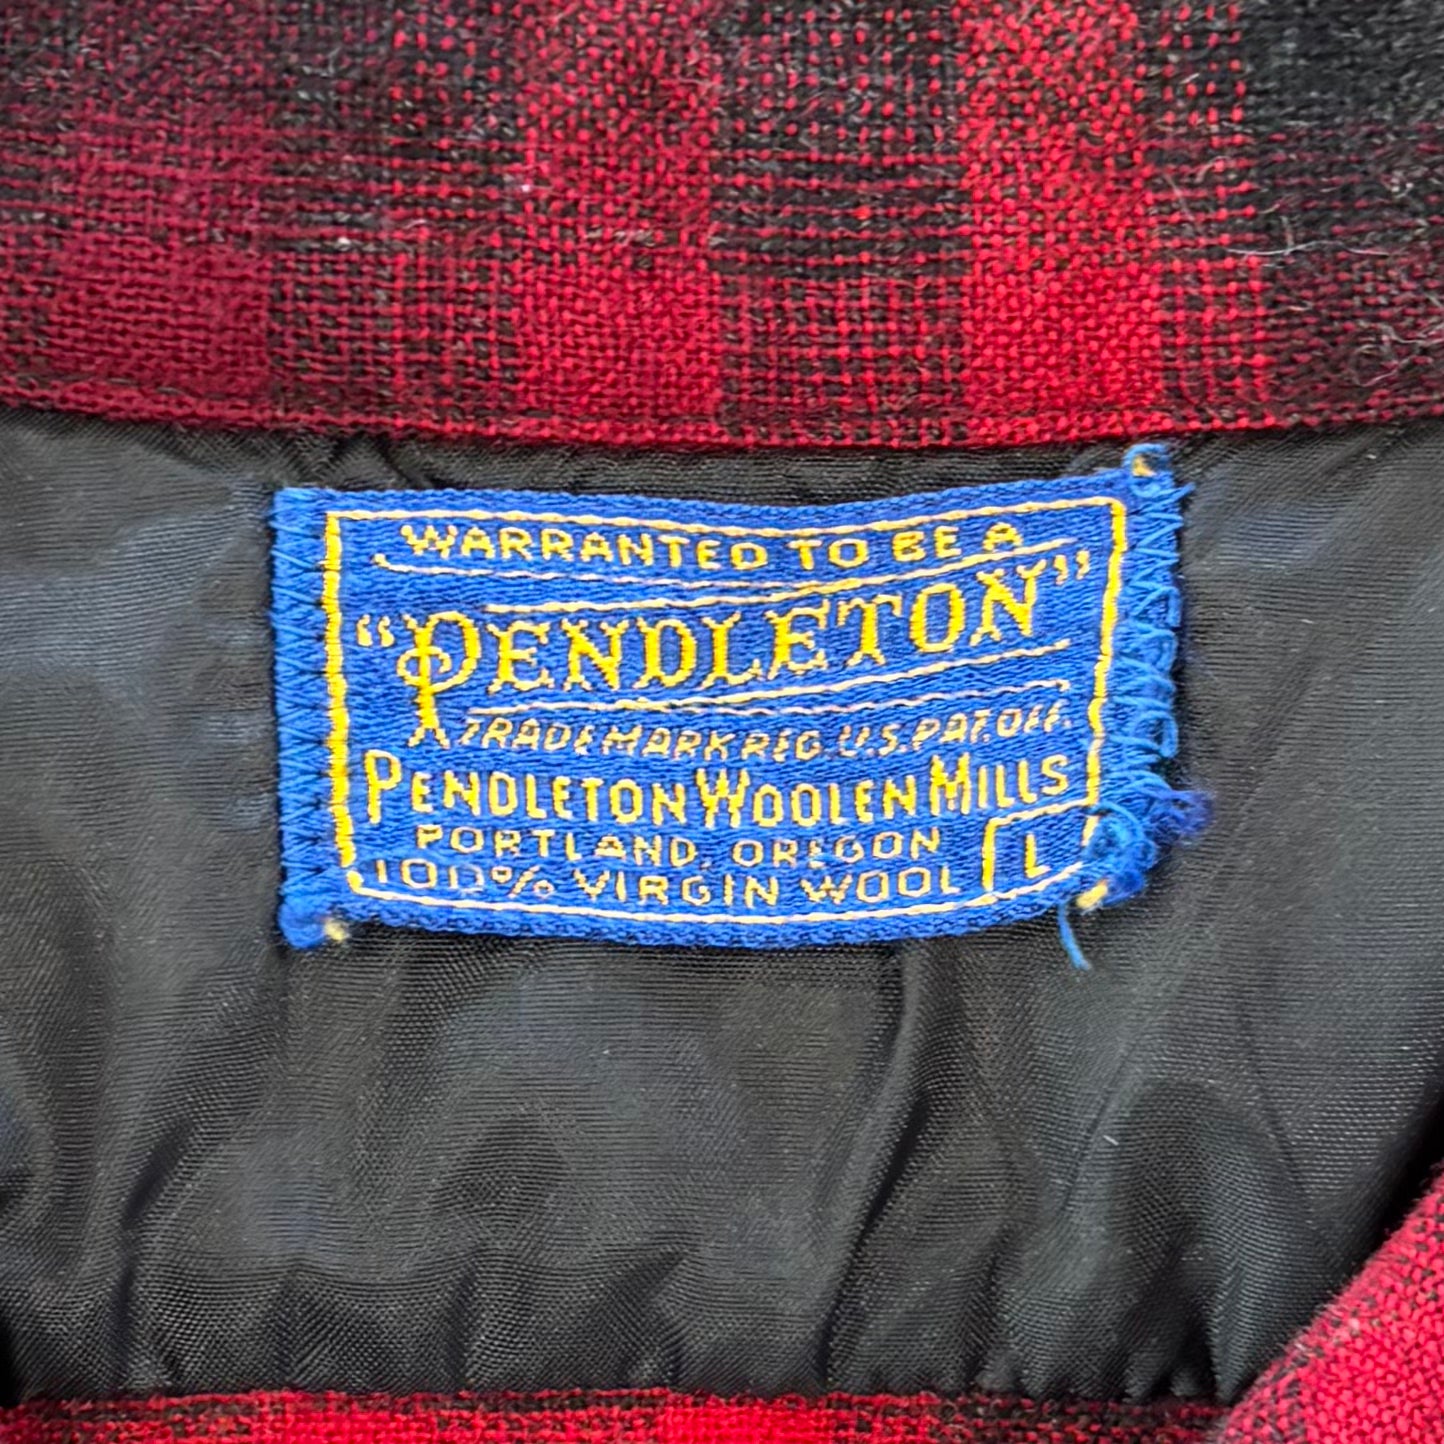 WARRANTED TO BE A
"PENDLETON"
TRADE MARK REG. U.S. PAT. OFF.
PENDLETON WOOLEN MILLS
PORTLAND, OREGON
100% VIRGIN WOOL L